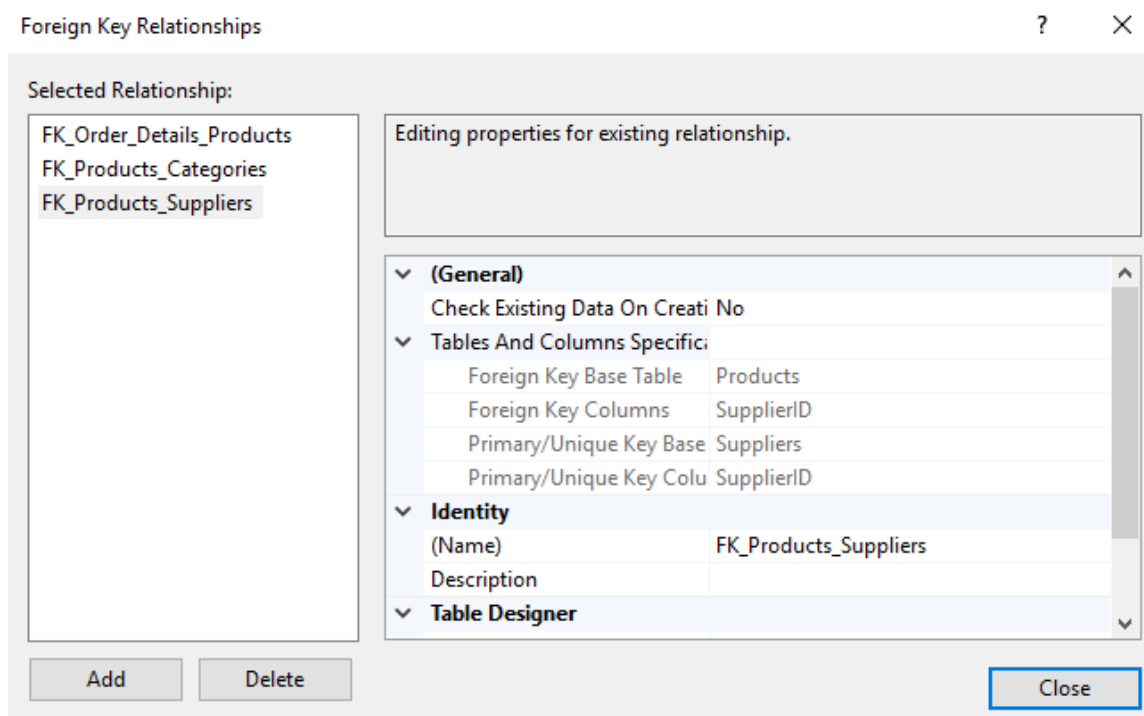 Foreign Key Relationships
?
Selected Relationship:
FK_Order_Details_Products
FK_Products_Categories
FK_Products_Suppliers
Editing properties for existing relationship.
(General)
Check Existing Data On Creati No
Tables And Columns Specifica
Foreign Key Base Table Products
Foreign Key Columns SupplierID
Primary/Unique Key Base Suppliers
Primary/Unique Key Colu SupplierID
Identity
(Name) FK_Products_Suppliers
Description
Table Designer
Add Delete
Close